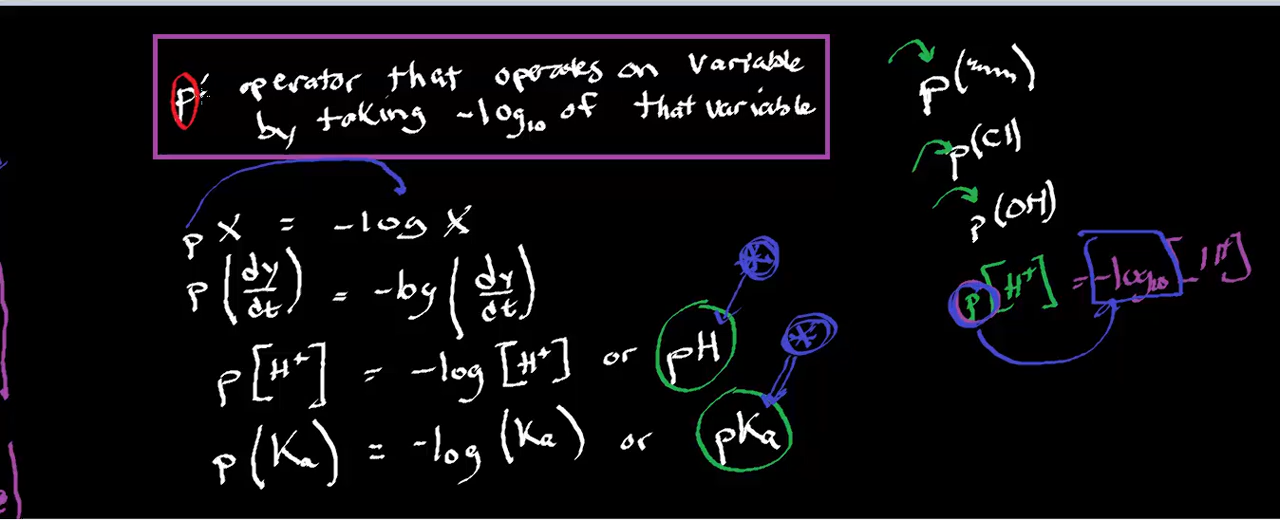 p: operator that operates on variable
by taking -log₁₀ of that variable
pX = -log X
p(dy/dt) = -log(dy/dt)
p[H⁺] = -log[H⁺] or pH
p(Ka) = -log(Ka) or pKa
p( )
p(Cl)
p(OH)
p[H⁺] = -log₁₀[H⁺]
e